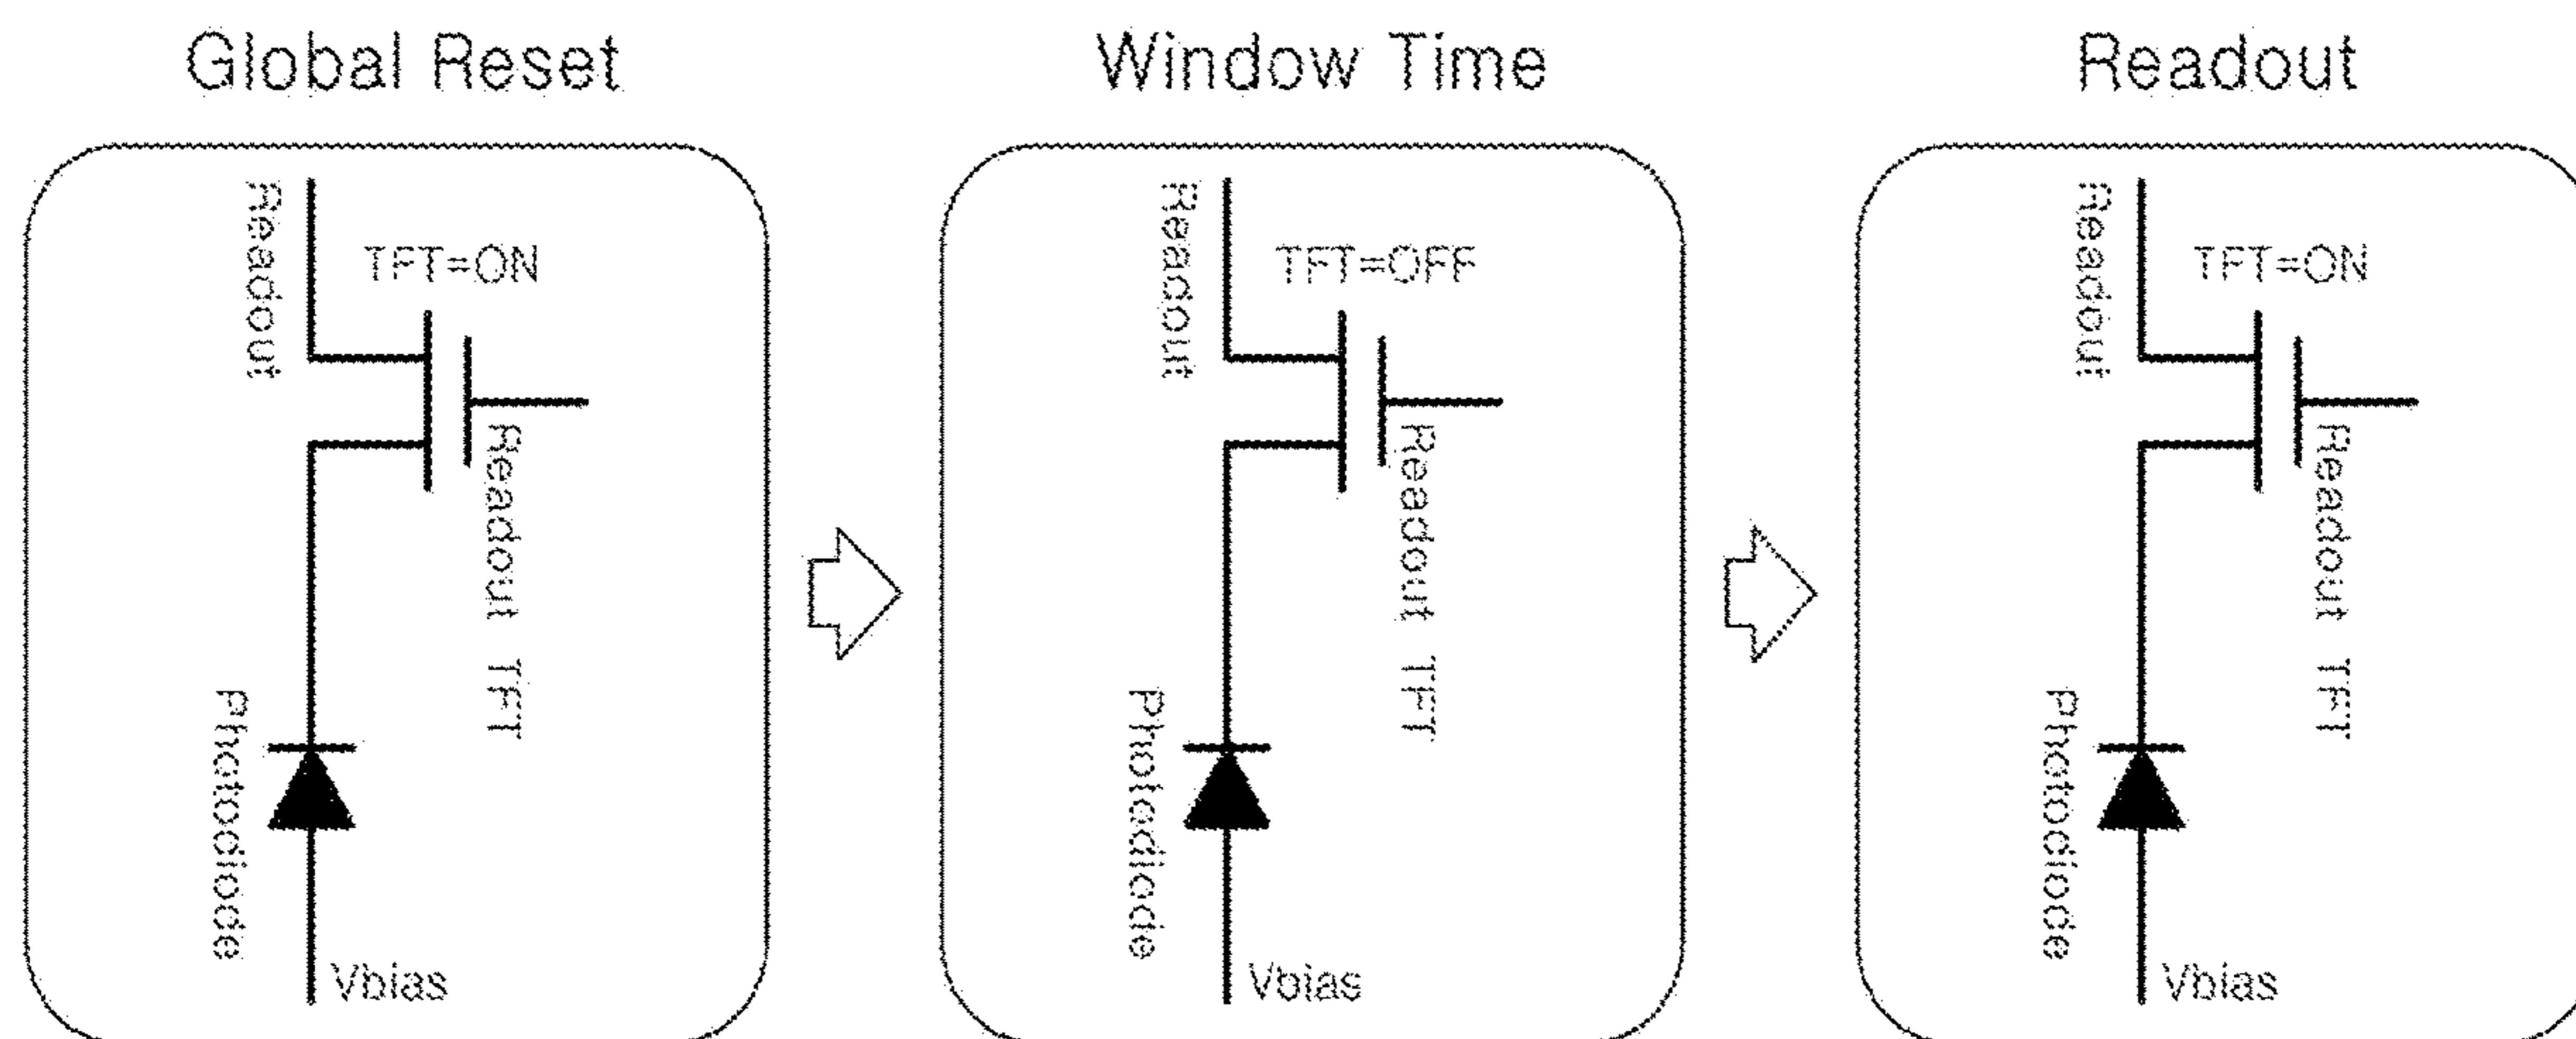 Global Reset
Window Time
Readout
Readout
TFT=ON
Readout TFT
Photodiode
Vbias
Readout
TFT=OFF
Readout TFT
Photodiode
Vbias
Readout
TFT=ON
Readout TFT
Photodiode
Vbias